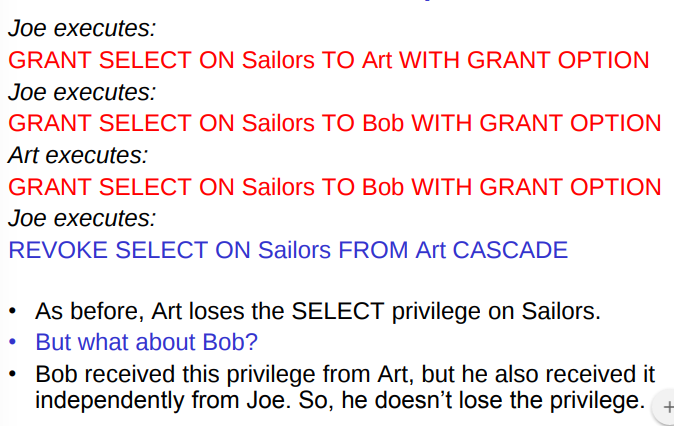 Joe executes:
GRANT SELECT ON Sailors TO Art WITH GRANT OPTION
Joe executes:
GRANT SELECT ON Sailors TO Bob WITH GRANT OPTION
Art executes:
GRANT SELECT ON Sailors TO Bob WITH GRANT OPTION
Joe executes:
REVOKE SELECT ON Sailors FROM Art CASCADE
• As before, Art loses the SELECT privilege on Sailors.
• But what about Bob?
• Bob received this privilege from Art, but he also received it
independently from Joe. So, he doesn’t lose the privilege.
+